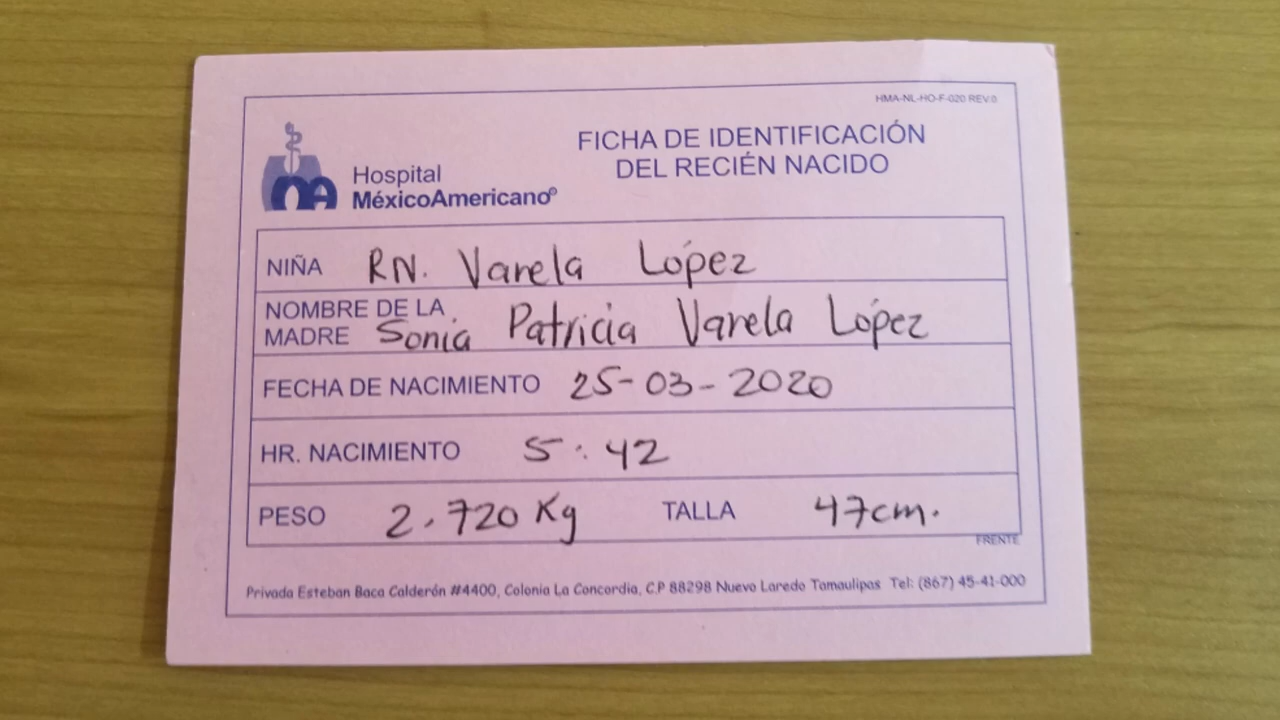 HMA-NL-HO-F-020 REV.0
FICHA DE IDENTIFICACIÓN
DEL RECIÉN NACIDO
Hospital
MéxicoAmericano®
NIÑA RN. Varela López
NOMBRE DE LA
MADRE Sonia Patricia Varela López
FECHA DE NACIMIENTO 25-03-2020
HR. NACIMIENTO 5:42
PESO 2.720 Kg TALLA 47cm.
FRENTE
Privada Esteban Baca Calderón #4400, Colonia La Concordia, C.P 88298 Nuevo Laredo Tamaulipas Tel: (867) 45-41-000